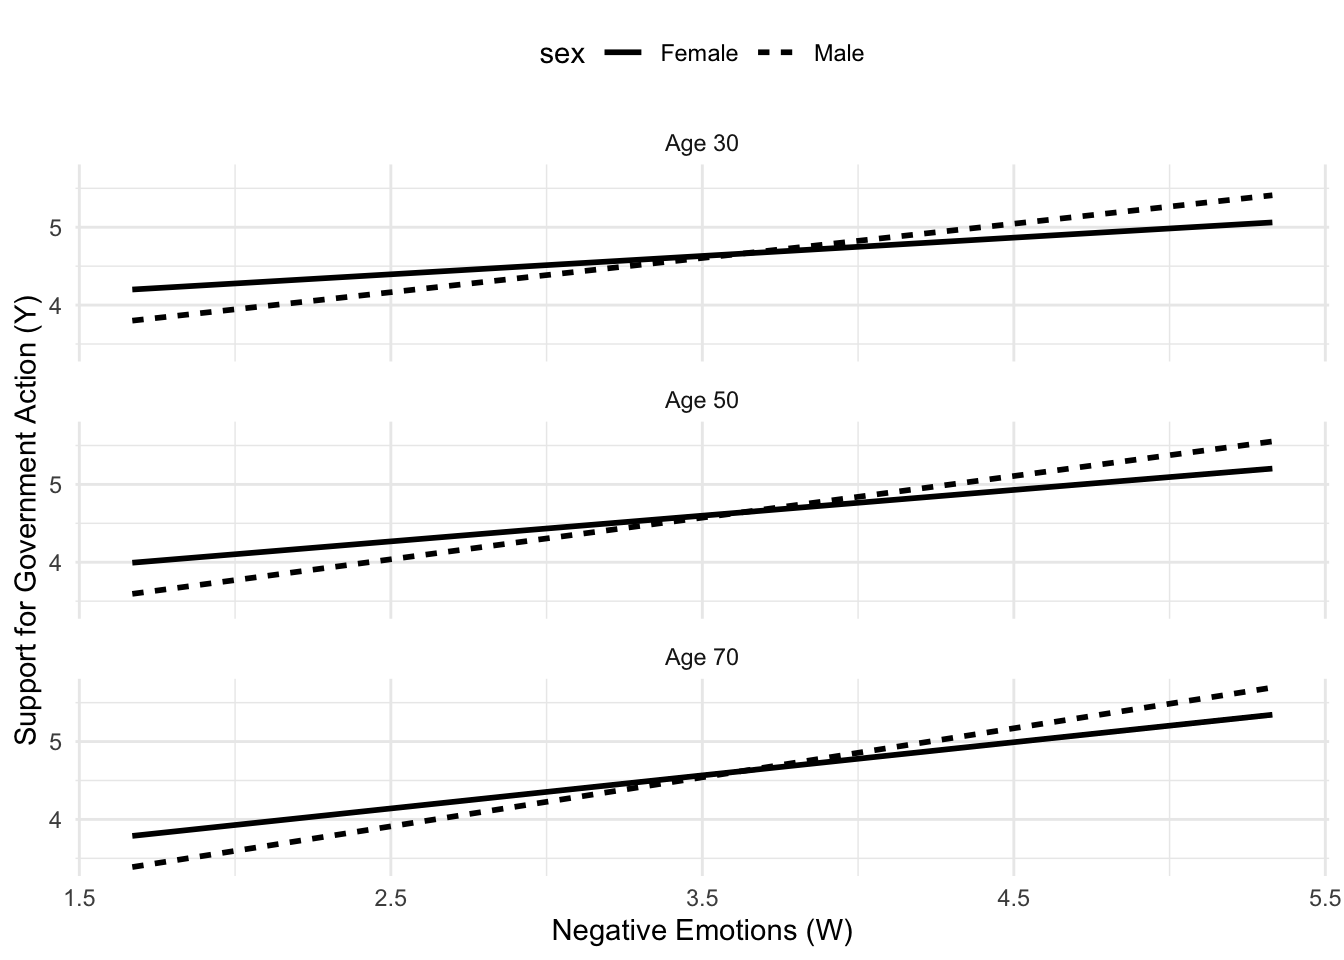 sex Female Male
Age 30
5
4
Age 50
5
4
Age 70
5
4
1.5 2.5 3.5 4.5 5.5
Negative Emotions (W)
Support for Government Action (Y)